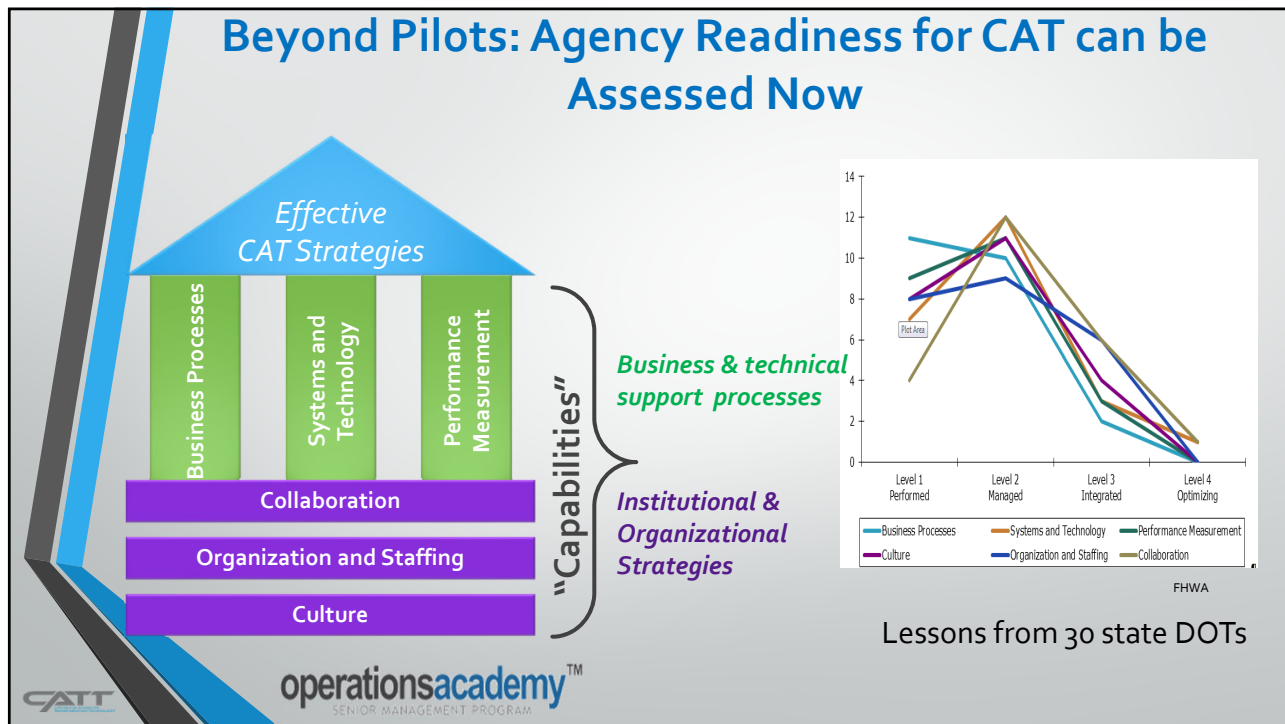 Beyond Pilots: Agency Readiness for CAT can be
Assessed Now
Effective
CAT Strategies
Business Processes
Systems and
Technology
Performance
Measurement
Collaboration
Organization and Staffing
Culture
"Capabilities"
Business & technical
support processes
Institutional &
Organizational
Strategies
14
12
10
8
6
4
2
0
Plot Area
Level 1
Performed
Level 2
Managed
Level 3
Integrated
Level 4
Optimizing
Business Processes
Systems and Technology
Performance Measurement
Culture
Organization and Staffing
Collaboration
FHWA
Lessons from 30 state DOTs
CATT
operationsacademy™
SENIOR MANAGEMENT PROGRAM